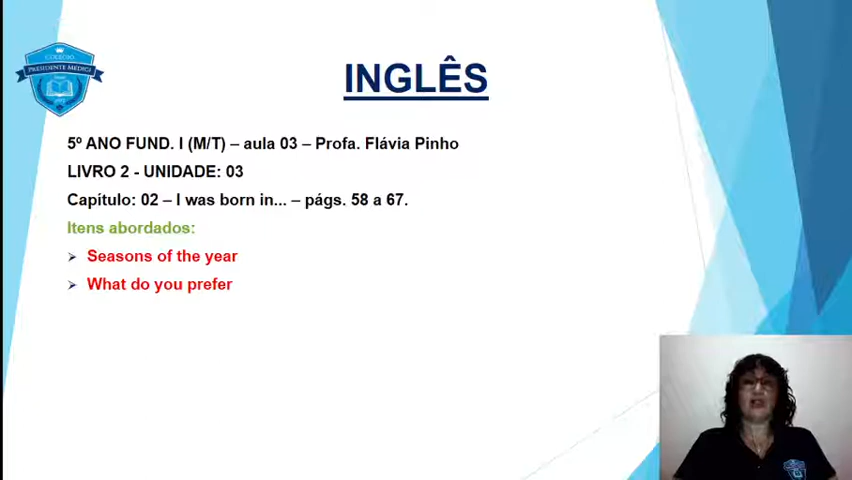 COLÉGIO
PRESIDENTE MEDICI
INGLÊS
5º ANO FUND. I (M/T) – aula 03 – Profa. Flávia Pinho
LIVRO 2 - UNIDADE: 03
Capítulo: 02 – I was born in... – págs. 58 a 67.
Itens abordados:
Seasons of the year
What do you prefer